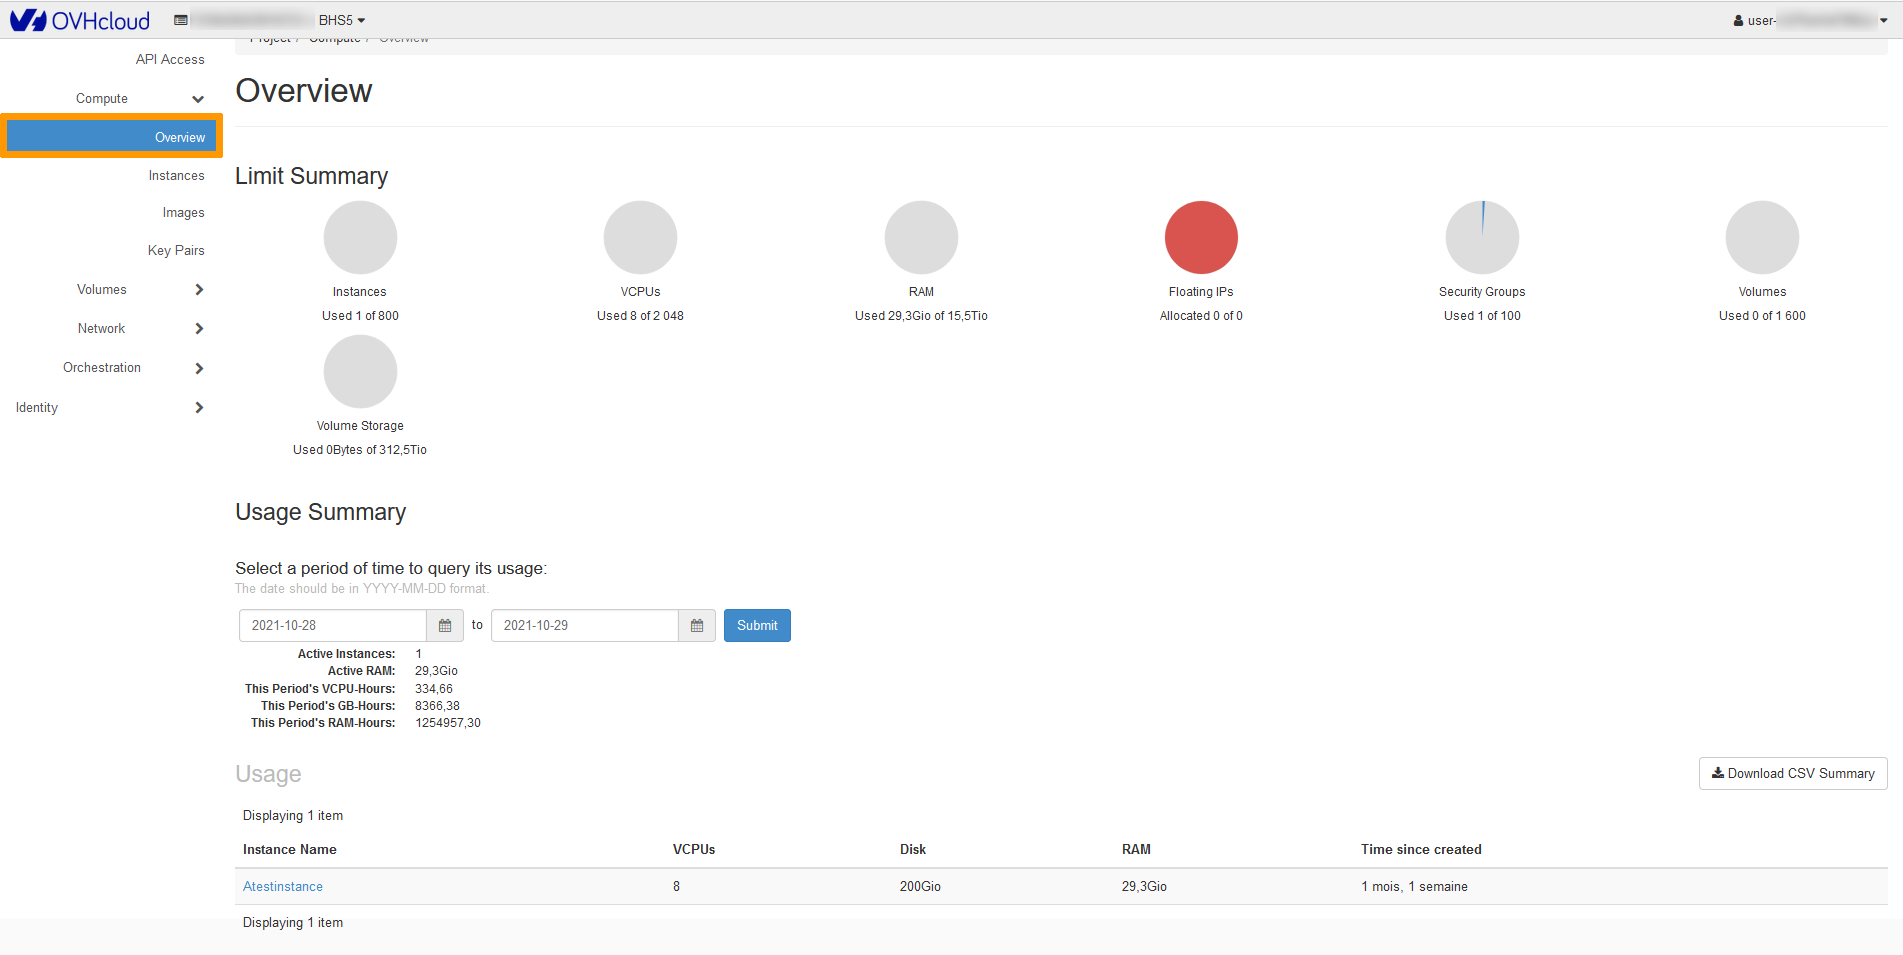 OVHcloud BHS5 user-
Project / Compute / Overview
API Access
Compute
Overview
Instances
Images
Key Pairs
Volumes
Network
Orchestration
Identity
Overview
Limit Summary
Instances
Used 1 of 800
VCPUs
Used 8 of 2 048
RAM
Used 29,3Gio of 15,5Tio
Floating IPs
Allocated 0 of 0
Security Groups
Used 1 of 100
Volumes
Used 0 of 1 600
Volume Storage
Used 0Bytes of 312,5Tio
Usage Summary
Select a period of time to query its usage:
The date should be in YYYY-MM-DD format.
2021-10-28 to 2021-10-29 Submit
Active Instances: 1
Active RAM: 29,3Gio
This Period's VCPU-Hours: 334,66
This Period's GB-Hours: 8366,38
This Period's RAM-Hours: 1254957,30
Usage Download CSV Summary
Displaying 1 item
Instance Name VCPUs Disk RAM Time since created
Atestinstance 8 200Gio 29,3Gio 1 mois, 1 semaine
Displaying 1 item